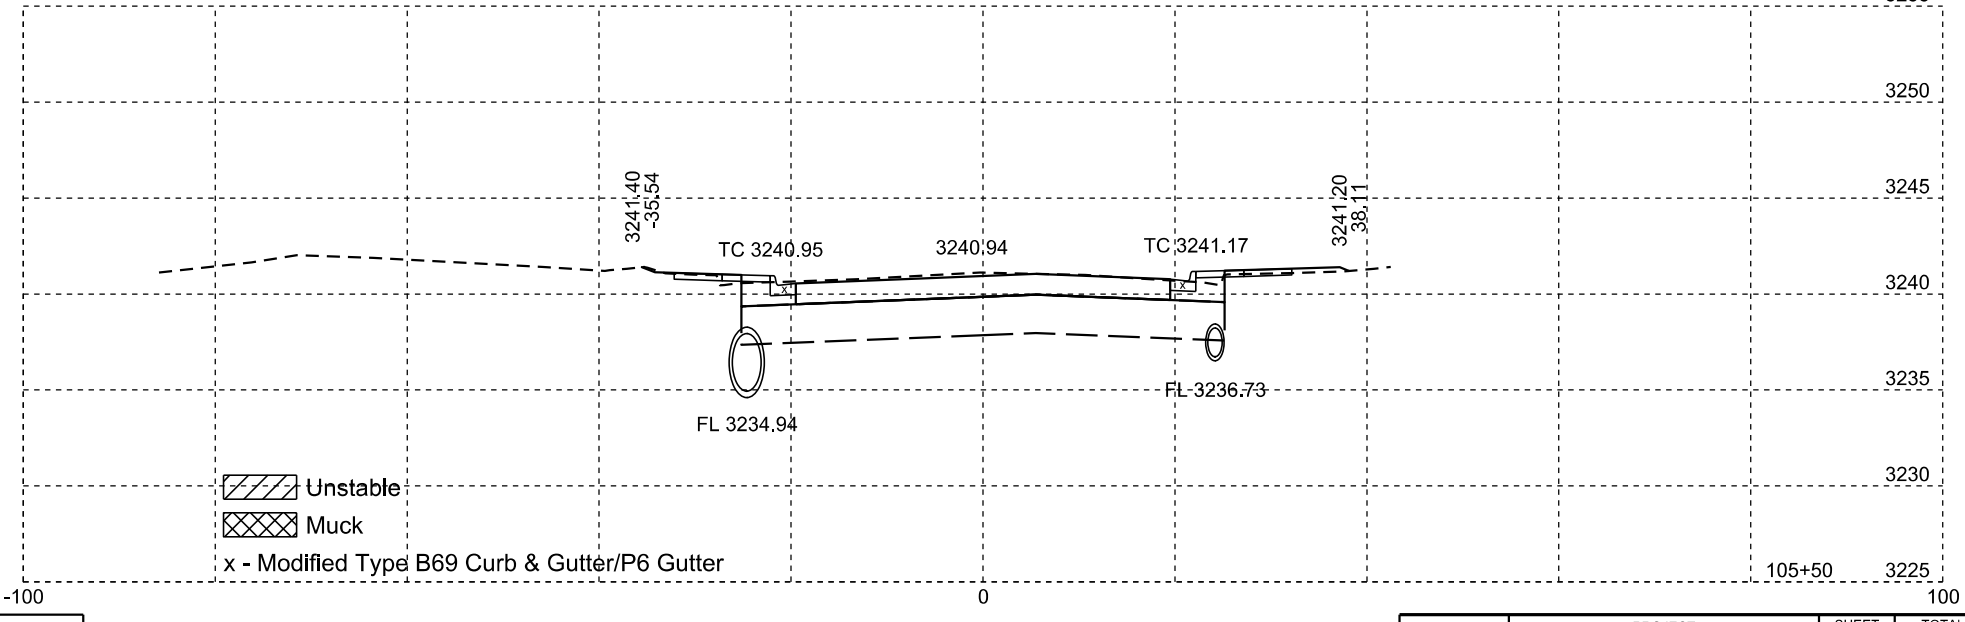 3250
3245
3241.40
-35.54
3241.20
38.11
TC 3240.95
3240.94
TC 3241.17
3240
x
x
3235
FL 3236.73
FL 3234.94
3230
Unstable
Muck
x - Modified Type B69 Curb & Gutter/P6 Gutter
105+50
3225
-100
0
100
SHEET
TOTAL